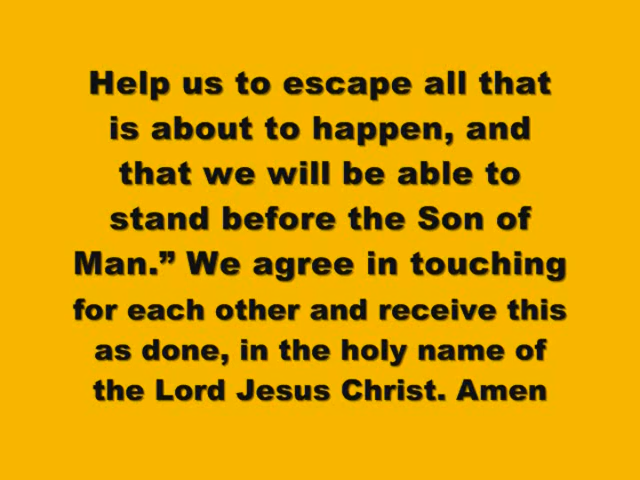 Help us to escape all that
is about to happen, and
that we will be able to
stand before the Son of
Man.” We agree in touching
for each other and receive this
as done, in the holy name of
the Lord Jesus Christ. Amen